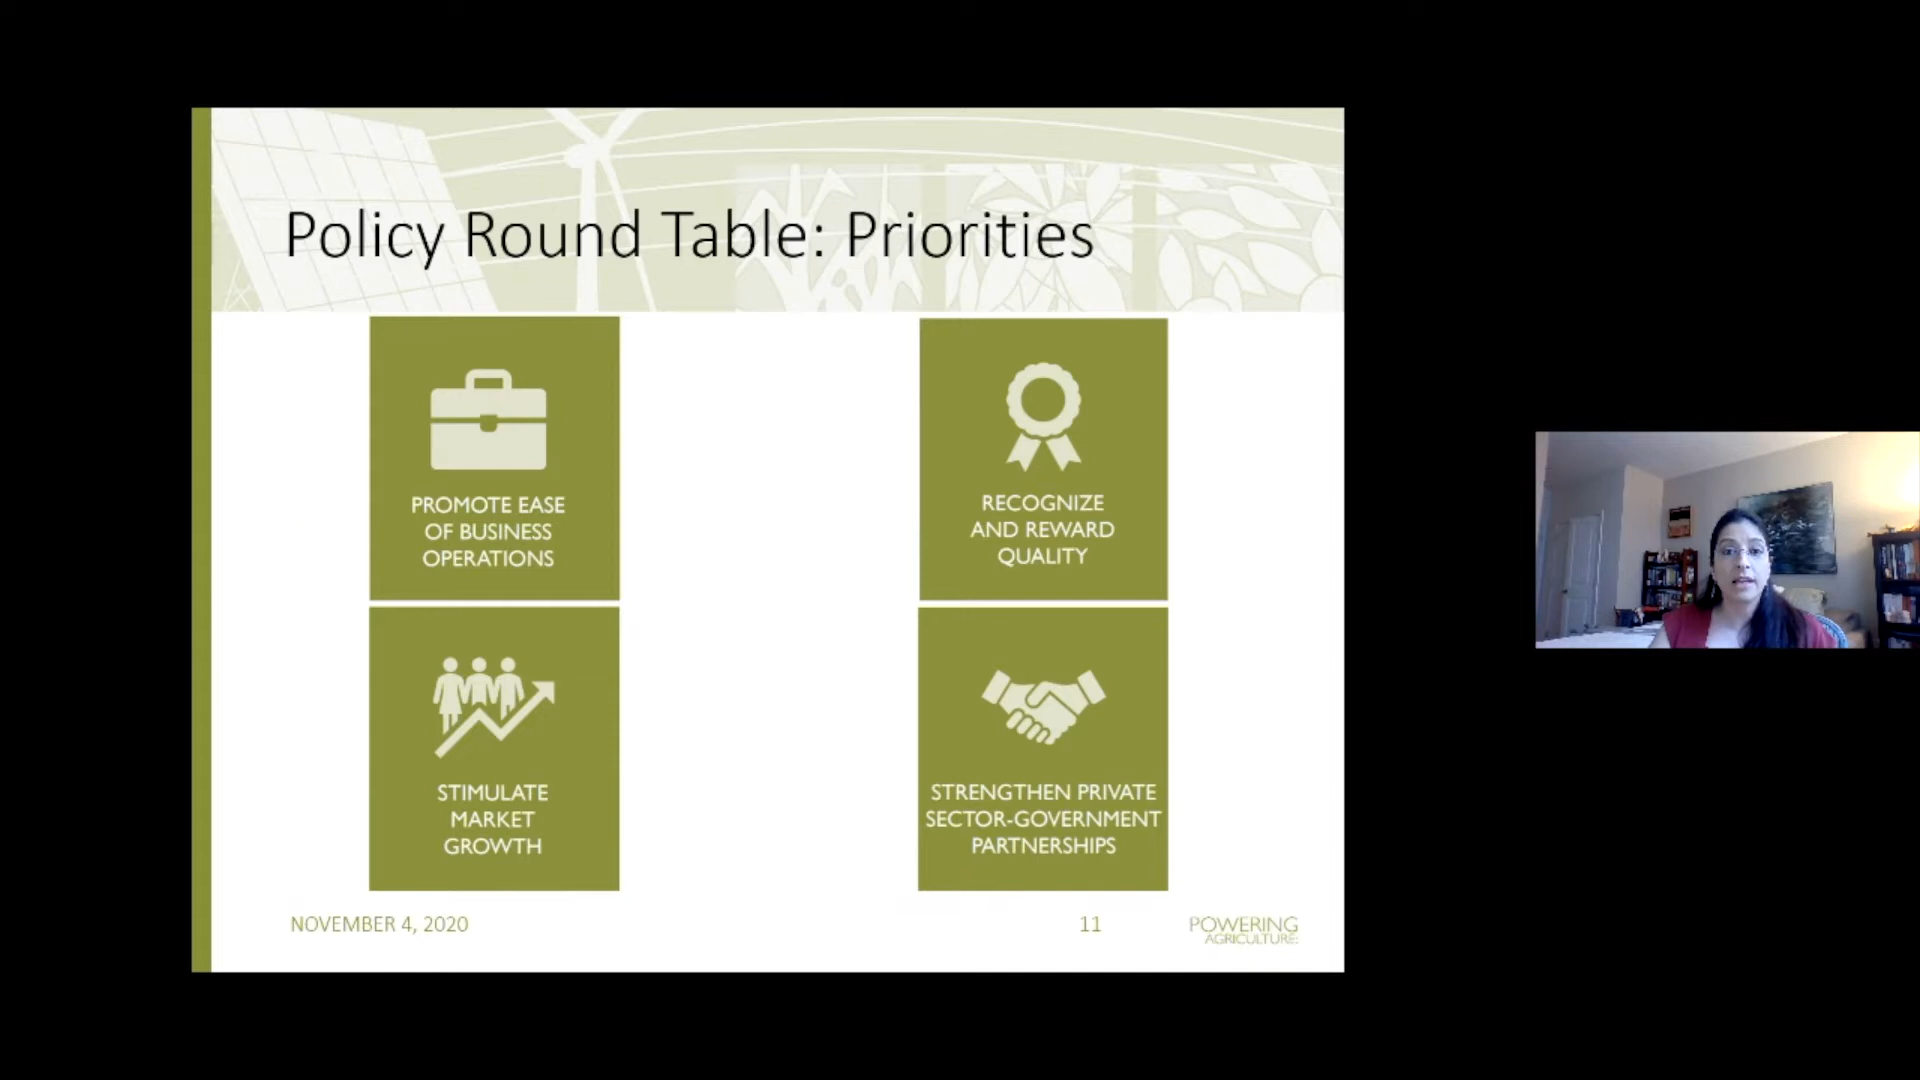 Policy Round Table: Priorities
PROMOTE EASE
OF BUSINESS
OPERATIONS
RECOGNIZE
AND REWARD
QUALITY
STIMULATE
MARKET
GROWTH
STRENGTHEN PRIVATE
SECTOR-GOVERNMENT
PARTNERSHIPS
NOVEMBER 4, 2020
11
POWERING
AGRICULTURE: